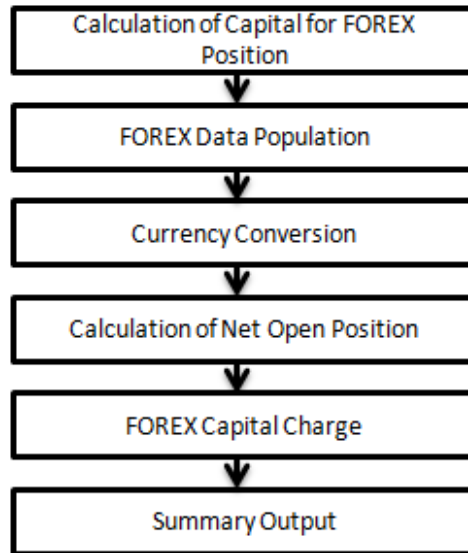 Calculation of Capital for FOREX
Position
FOREX Data Population
Currency Conversion
Calculation of Net Open Position
FOREX Capital Charge
Summary Output